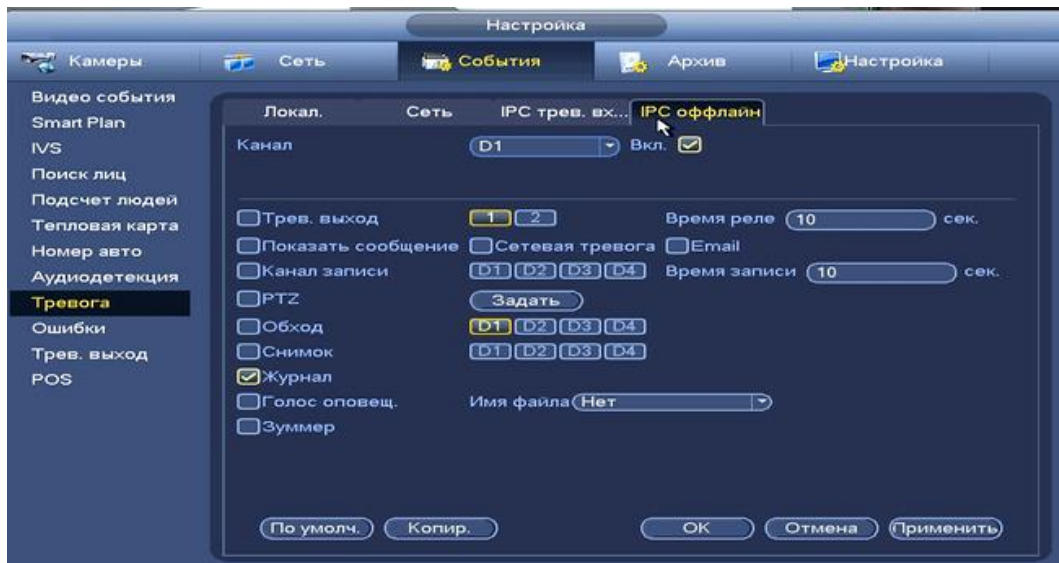 Настройка
Камеры Сеть События Архив Настройка
Видео события
Smart Plan
IVS
Поиск лиц
Подсчет людей
Тепловая карта
Номер авто
Аудиодетекция
Тревога
Ошибки
Трев. выход
POS
Локал. Сеть IPC трев. вх... IPC оффлайн
Канал D1 Вкл.
Трев. выход 1 2 Время реле 10 сек.
Показать сообщение Сетевая тревога Email
Канал записи D1 D2 D3 D4 Время записи 10 сек.
PTZ Задать
Обход D1 D2 D3 D4
Снимок D1 D2 D3 D4
Журнал
Голос оповещ. Имя файла Нет
Зуммер
По умолч. Копир. OK Отмена Применить